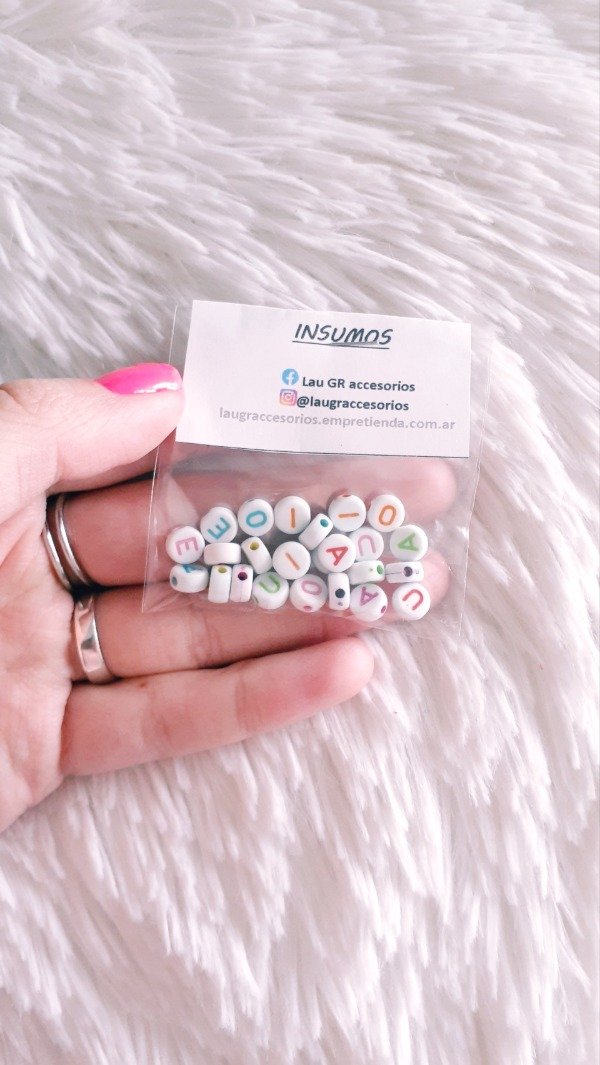 INSUMOS
Lau GR accesorios
@laugraccesorios
laugraccesorios.empretienda.com.ar
E E O I I O
I A U A
U O A U